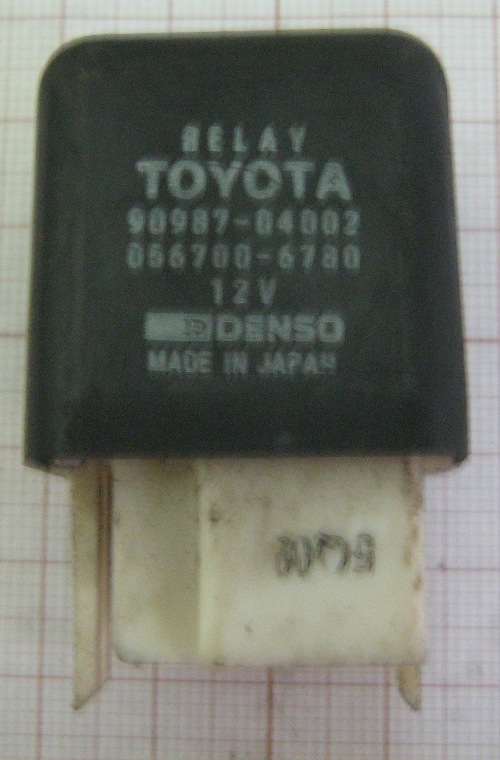 RELAY
TOYOTA
90987-04002
056700-6780
12V
DENSO
MADE IN JAPAN